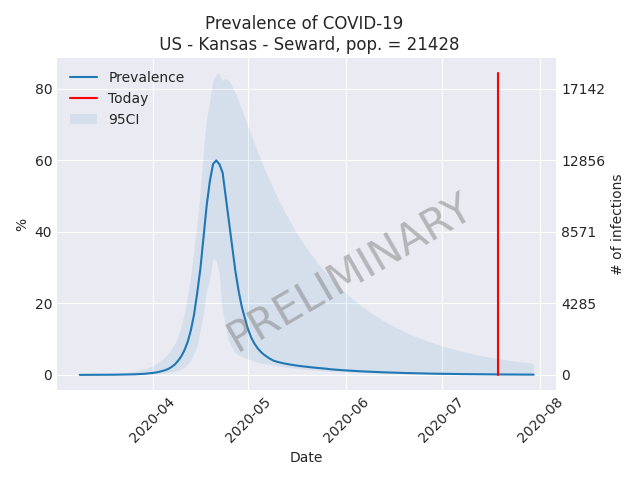 Prevalence of COVID-19
US - Kansas - Seward, pop. = 21428
Prevalence
Today
95CI
80
60
40
20
0
%
17142
12856
8571
4285
0
# of infections
PRELIMINARY
2020-04
2020-05
2020-06
2020-07
2020-08
Date